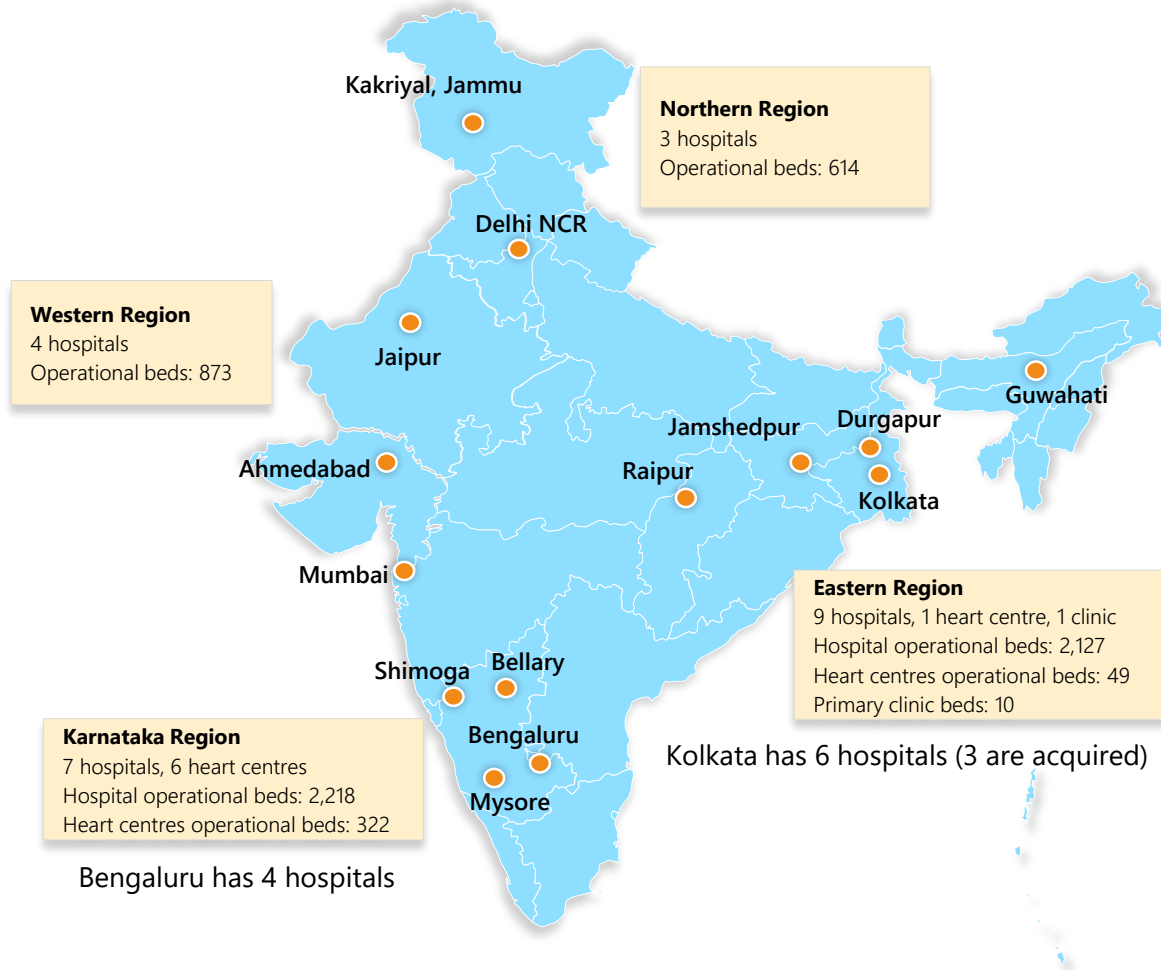 Kakriyal, Jammu
Northern Region
3 hospitals
Operational beds: 614
Delhi NCR
Western Region
4 hospitals
Operational beds: 873
Jaipur
Guwahati
Durgapur
Jamshedpur
Ahmedabad
Raipur
Kolkata
Mumbai
Eastern Region
9 hospitals, 1 heart centre, 1 clinic
Hospital operational beds: 2,127
Heart centres operational beds: 49
Primary clinic beds: 10
Shimoga
Bellary
Karnataka Region
7 hospitals, 6 heart centres
Hospital operational beds: 2,218
Heart centres operational beds: 322
Bengaluru
Mysore
Kolkata has 6 hospitals (3 are acquired)
Bengaluru has 4 hospitals